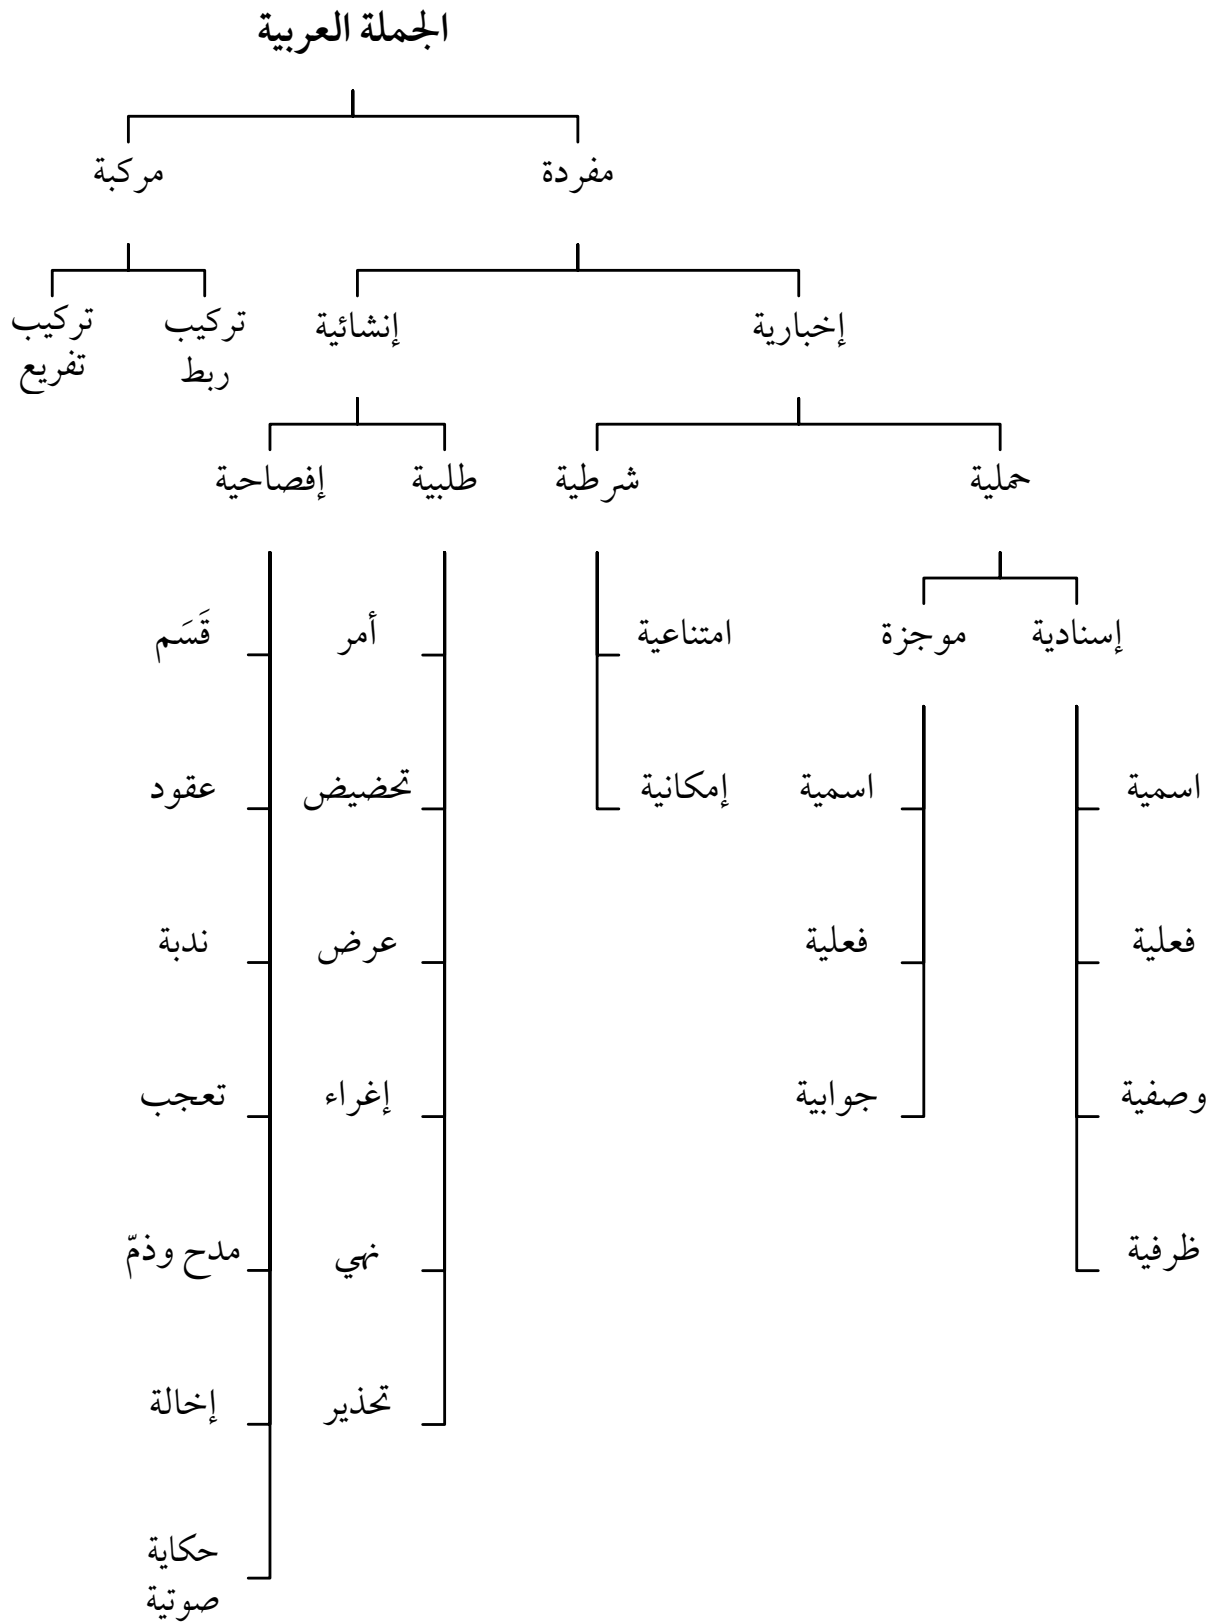 الجملة العربية
مفردة
مركبة
إخبارية
إنشائية
تركيب
ربط
تركيب
تفريع
حملية
شرطية
طلبية
إفصاحية
إسنادية
موجزة
امتناعية
أمر
قَسَم
اسمية
اسمية
إمكانية
تحضيض
عقود
فعلية
فعلية
عرض
ندبة
وصفية
جوابية
إغراء
تعجب
ظرفية
نهي
مدح وذمّ
تحذير
إخالة
حكاية
صوتية